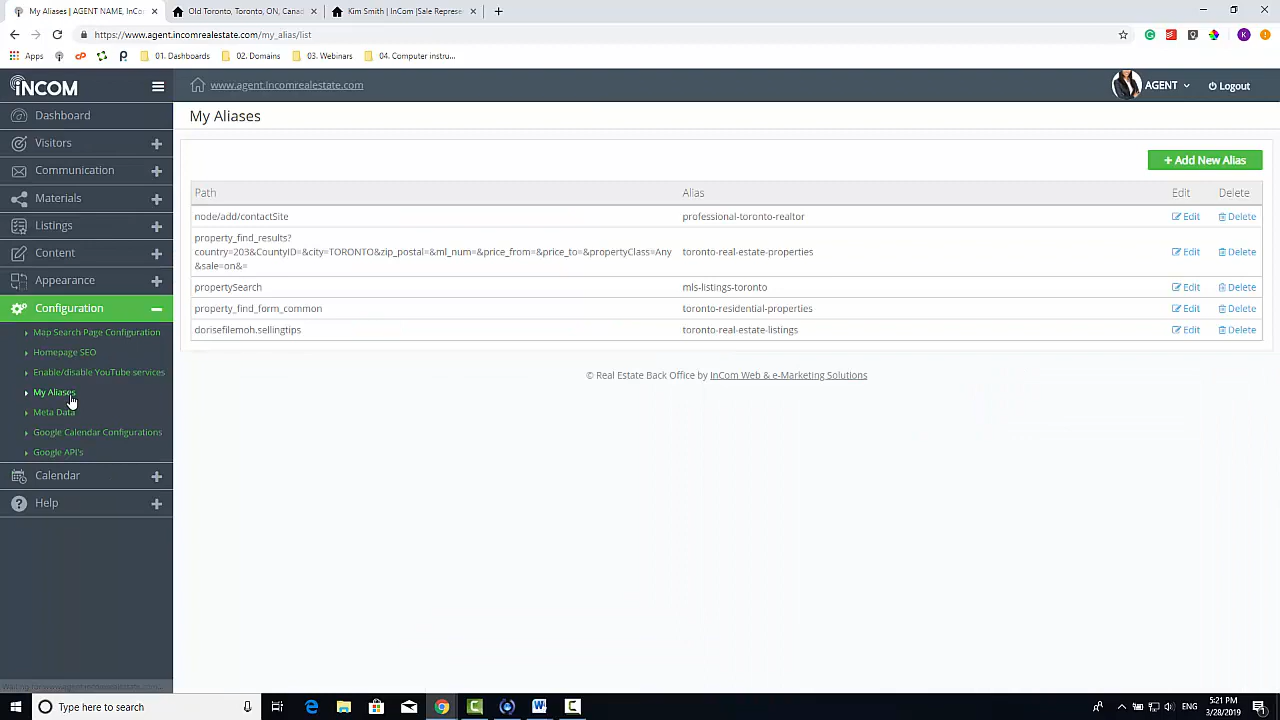 My Aliases | AGENT NAME, InCo
Old Toronto, Toronto, ON, Canad
Kim Smith | InCom |Sale Represe
https://www.agent.incomrealestate.com/my_alias/list
Apps
01. Dashboards
02. Domains
03. Webinars
04. Computer instru...
iNCOM
www.agent.incomrealestate.com
AGENT
Logout
Dashboard
Visitors
Communication
Materials
Listings
Content
Appearance
Configuration
Map Search Page Configuration
Homepage SEO
Enable/disable YouTube services
My Aliases
Meta Data
Google Calendar Configurations
Google API's
Calendar
Help
My Aliases
+ Add New Alias
Path Alias Edit Delete
node/add/contactSite professional-toronto-realtor Edit Delete
property_find_results?
country=203&CountyID=&city=TORONTO&zip_postal=&ml_num=&price_from=&price_to=&propertyClass=Any toronto-real-estate-properties Edit Delete
&sale=on&=
propertySearch mls-listings-toronto Edit Delete
property_find_form_common toronto-residential-properties Edit Delete
dorisefilemoh.sellingtips toronto-real-estate-listings Edit Delete
© Real Estate Back Office by InCom Web & e-Marketing Solutions
Type here to search
ENG
5:21 PM
3/28/2019